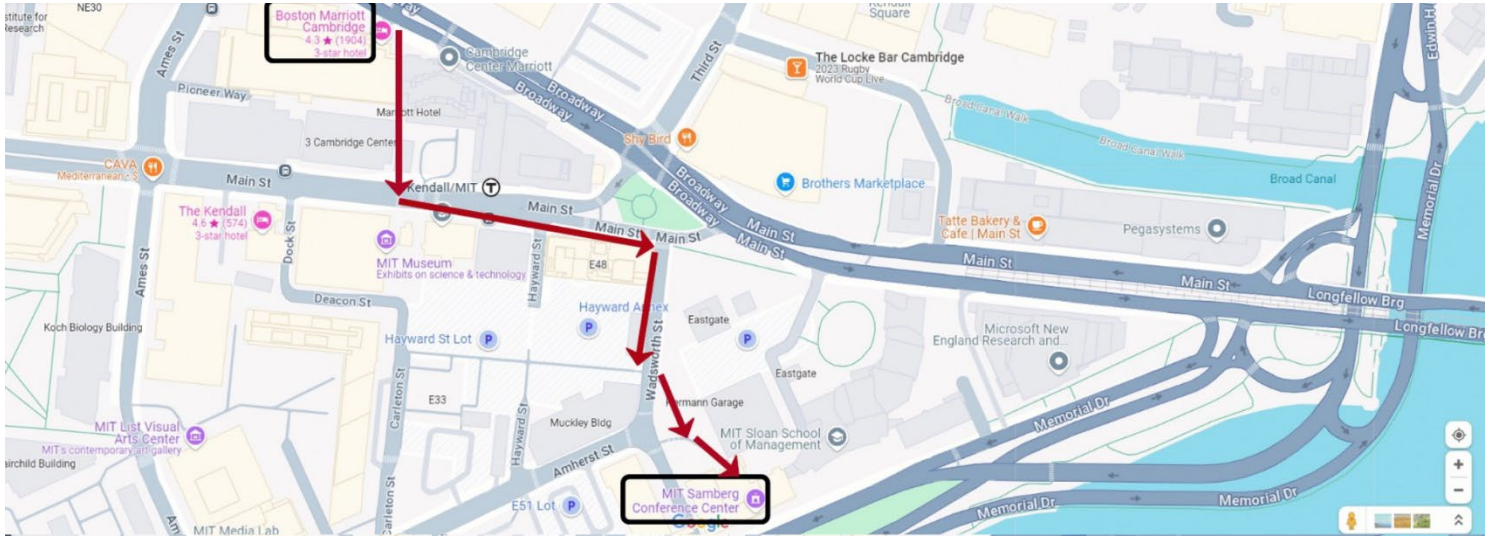 NE30
stitute for
Research
Ames St
Boston Marriott
Cambridge
4.3 ★ (1904)
3-star hotel
Cambridge
Center Marriott
Third St
Kendall
Square
The Locke Bar Cambridge
2023 Rugby
World Cup Live
Edwin H
Pioneer Way
Marriott Hotel
Broadway
Broadway
Broad Canal Walk
Broad Canal Walk
3 Cambridge Center
Shy Bird
CAVA
Mediterranean • $
Main St
Kendall/MIT
T
Broadway
Broadway
Brothers Marketplace
Broad Canal
Memorial Dr
The Kendall
4.6 ★ (574)
3-star hotel
Dock St
Main St
Main St
Main St
Main St
Main St
Tatte Bakery &
Cafe | Main St
Pegasystems
Ames St
MIT Museum
Exhibits on science & technology
Hayward St
E48
Main St
Main St
Longfellow Brg
Longfellow Brg
Deacon St
Koch Biology Building
Hayward Annex
P
Hayward St Lot
P
Eastgate
P
Wadsworth St
Microsoft New
England Research and...
Eastgate
Carleton St
E33
Hermann Garage
Memorial Dr
Muckley Bldg
Hayward St
MIT List Visual
Arts Center
MIT's contemporary art gallery
MIT Sloan School
of Management
airchild Building
Amherst St
Carleton St
E51 Lot
P
MIT Samberg
Conference Center
Google
Memorial Dr
Memorial Dr
MIT Media Lab
Am